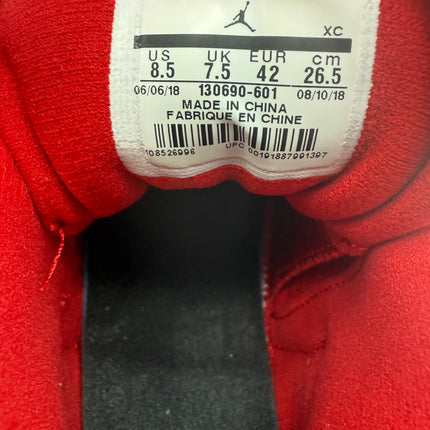 XC
US UK EUR cm
8.5 7.5 42 26.5
06/06/18 130690-601 08/10/18
MADE IN CHINA
FABRIQUE EN CHINE
108526996 UPC 00191887991397